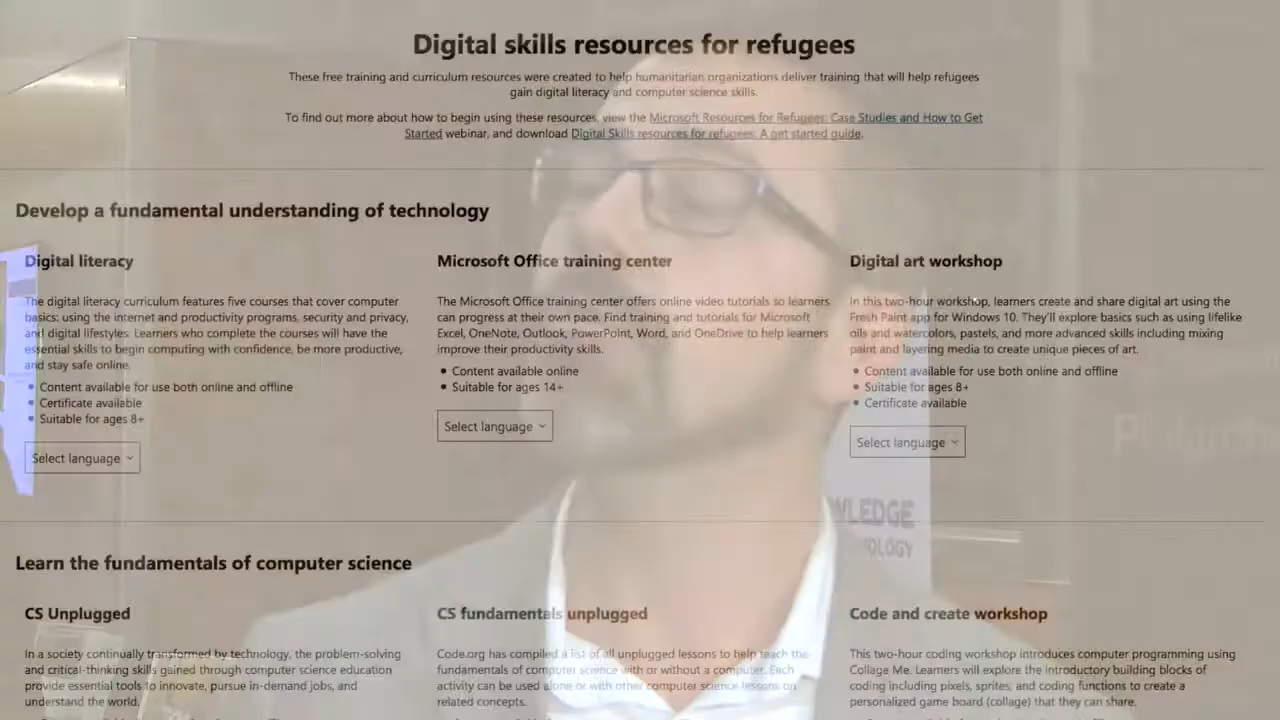 Digital skills resources for refugees
These free training and curriculum resources were created to help humanitarian organizations deliver training that will help refugees
gain digital literacy and computer science skills.
To find out more about how to begin using these resources, view the Microsoft Resources for Refugees: Case Studies and How to Get
Started webinar, and download Digital Skills resources for refugees: A get started guide.
Develop a fundamental understanding of technology
Digital literacy
The digital literacy curriculum features five courses that cover computer
basics; using the internet and productivity programs, security and privacy,
and digital lifestyles. Learners who complete the courses will have the
essential skills to begin computing with confidence, be more productive,
and stay safe online.
• Content available for use both online and offline
• Certificate available
• Suitable for ages 8+
Select language
Microsoft Office training center
The Microsoft Office training center offers online video tutorials so learners
can progress at their own pace. Find training and tutorials for Microsoft
Excel, OneNote, Outlook, PowerPoint, Word, and OneDrive to help learners
improve their productivity skills.
• Content available online
• Suitable for ages 14+
Select language
Digital art workshop
In this two-hour workshop, learners create and share digital art using the
Fresh Paint app for Windows 10. They'll explore basics such as using lifelike
oils and watercolors, pastels, and more advanced skills including mixing
paint and layering media to create unique pieces of art.
• Content available for use both online and offline
• Suitable for ages 8+
• Certificate available
Select language
WLEDGE
Learn the fundamentals of computer science
CS Unplugged
In a society continually transformed by technology, the problem-solving
and critical-thinking skills gained through computer science education
provide essential tools to innovate, pursue in-demand jobs, and
understand the world.
CS fundamentals unplugged
Code.org has compiled a list of all unplugged lessons to help teach the
fundamentals of computer science with or without a computer. Each
activity can be used alone or with other computer science lessons on
related concepts.
Code and create workshop
This two-hour coding workshop introduces computer programming using
Collage Me. Learners will explore the introductory building blocks of
coding including pixels, sprites, and coding functions to create a
personalized game board (collage) that they can share.